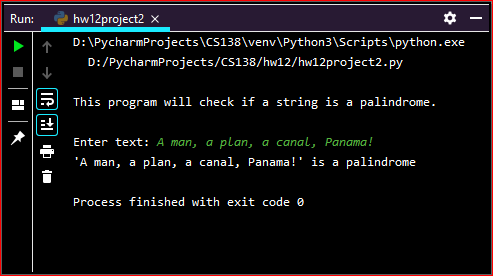 Run: hw12project2 ×
D:\PycharmProjects\CS138\venv\Python3\Scripts\python.exe
D:/PycharmProjects/CS138/hw12/hw12project2.py
This program will check if a string is a palindrome.
Enter text: A man, a plan, a canal, Panama!
'A man, a plan, a canal, Panama!' is a palindrome
Process finished with exit code 0